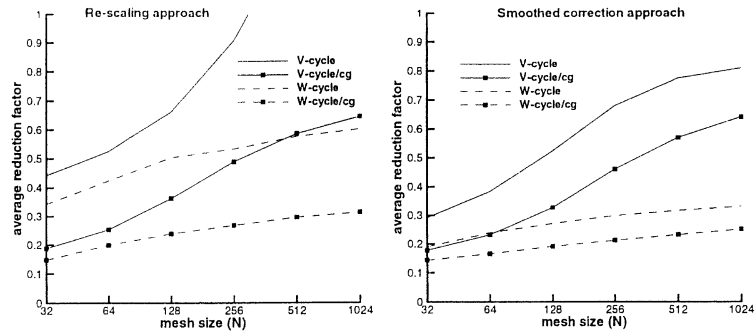 Re-scaling approach
average reduction factor
1
0.9
0.8
0.7
0.6
0.5
0.4
0.3
0.2
0.1
0
V-cycle
V-cycle/cg
W-cycle
W-cycle/cg
32
64
128
256
512
1024
mesh size (N)
Smoothed correction approach
average reduction factor
1
0.9
0.8
0.7
0.6
0.5
0.4
0.3
0.2
0.1
0
V-cycle
V-cycle/cg
W-cycle
W-cycle/cg
32
64
128
256
512
1024
mesh size (N)